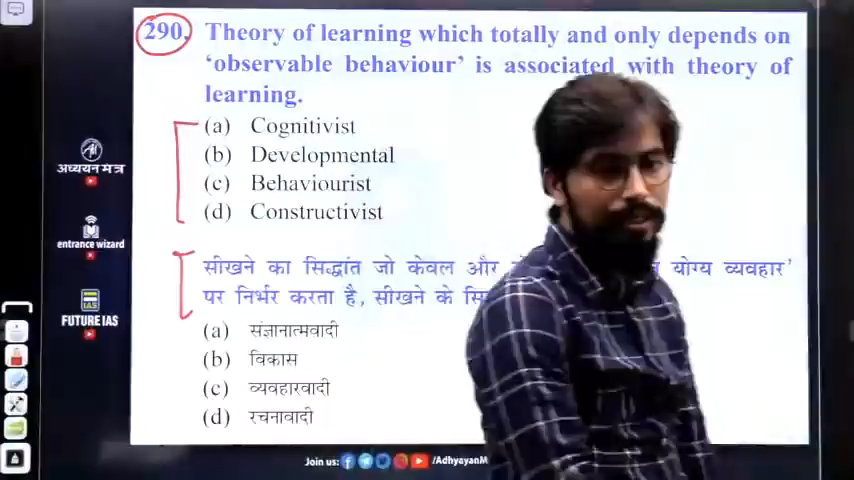 290. Theory of learning which totally and only depends on
'observable behaviour' is associated with theory of
learning.
(a) Cognitivist
(b) Developmental
(c) Behaviourist
(d) Constructivist
सीखने का सिद्धांत जो केवल और योग्य व्यवहार'
पर निर्भर करता है, सीखने के
(a) संज्ञानात्मवादी
(b) विकास
(c) व्यवहारवादी
(d) रचनावादी
अध्ययन मंत्र
entrance wizard
IAS
FUTURE IAS
Join us: /AdhyayanM